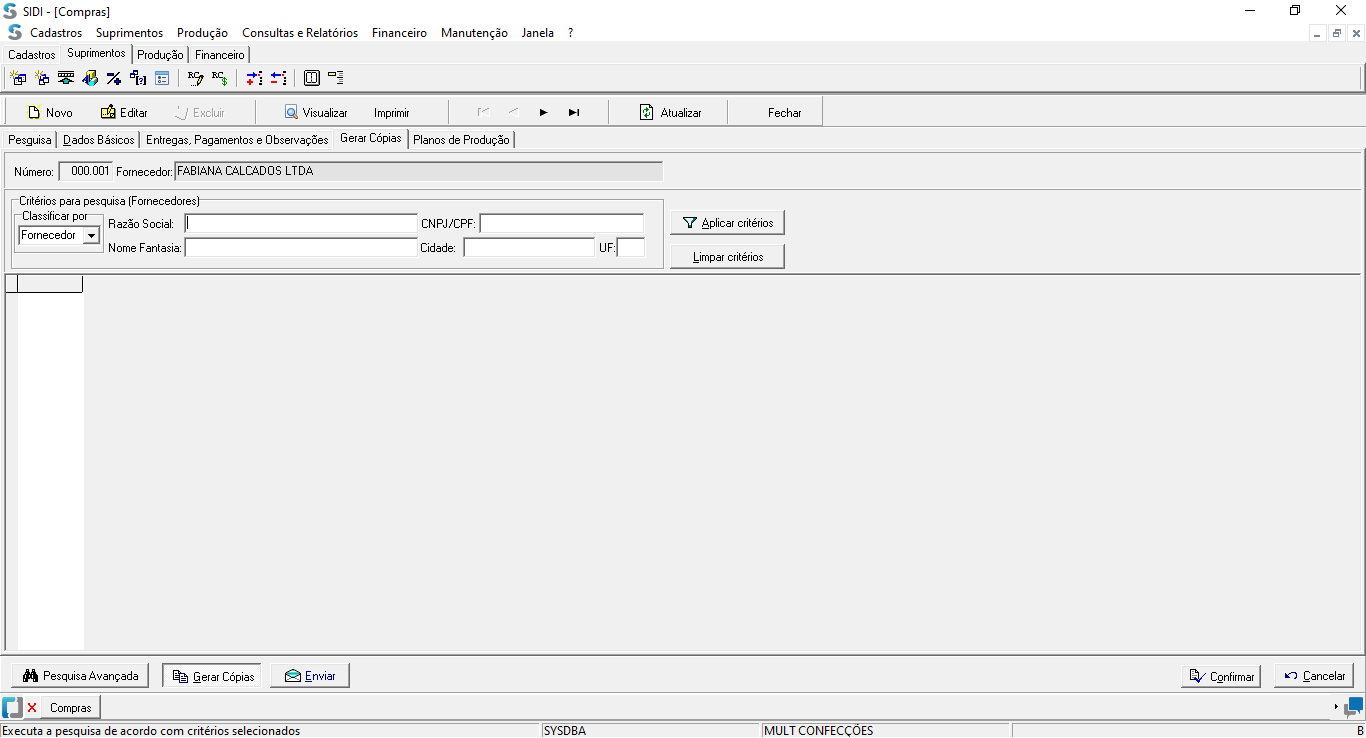 SIDI - [Compras]
Cadastros Suprimentos Produção Consultas e Relatórios Financeiro Manutenção Janela ?
Cadastros Suprimentos Produção Financeiro
Novo Editar Excluir Visualizar Imprimir Atualizar Fechar
Pesquisa Dados Básicos Entregas, Pagamentos e Observações Gerar Cópias Planos de Produção
Número: 000.001 Fornecedor: FABIANA CALCADOS LTDA
Critérios para pesquisa (Fornecedores)
Classificar por
Fornecedor
Razão Social: CNPJ/CPF:
Nome Fantasia: Cidade: UF:
Aplicar critérios
Limpar critérios
Pesquisa Avançada Gerar Cópias Enviar Confirmar Cancelar
Compras
Executa a pesquisa de acordo com critérios selecionados SYSDBA MULT CONFECÇÕES B